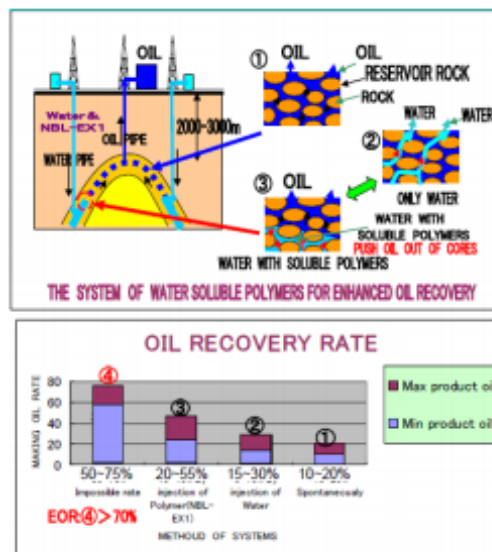 OIL
Water &
NBL-EX1
OIL PIPE
WATER PIPE
2000~3000m
①
OIL
OIL
RESERVOIR ROCK
ROCK
WATER
WATER
②
ONLY WATER
③
OIL
WATER WITH
SOLUBLE POLYMERS
PUSH OIL OUT OF CORES
WATER WITH SOLUBLE POLYMERS
THE SYSTEM OF WATER SOLUBLE POLYMERS FOR ENHANCED OIL RECOVERY
OIL RECOVERY RATE
MAKING OIL RATE
80
60
40
20
0
④
③
②
①
Max product oil
Min product oil
50~75%
Impossible rate
20~55%
injection of
Polymer(NBL-
EX1)
15~30%
injection of
Water
10~20%
Spontaneously
EOR:④>70%
METHOUD OF SYSTEMS